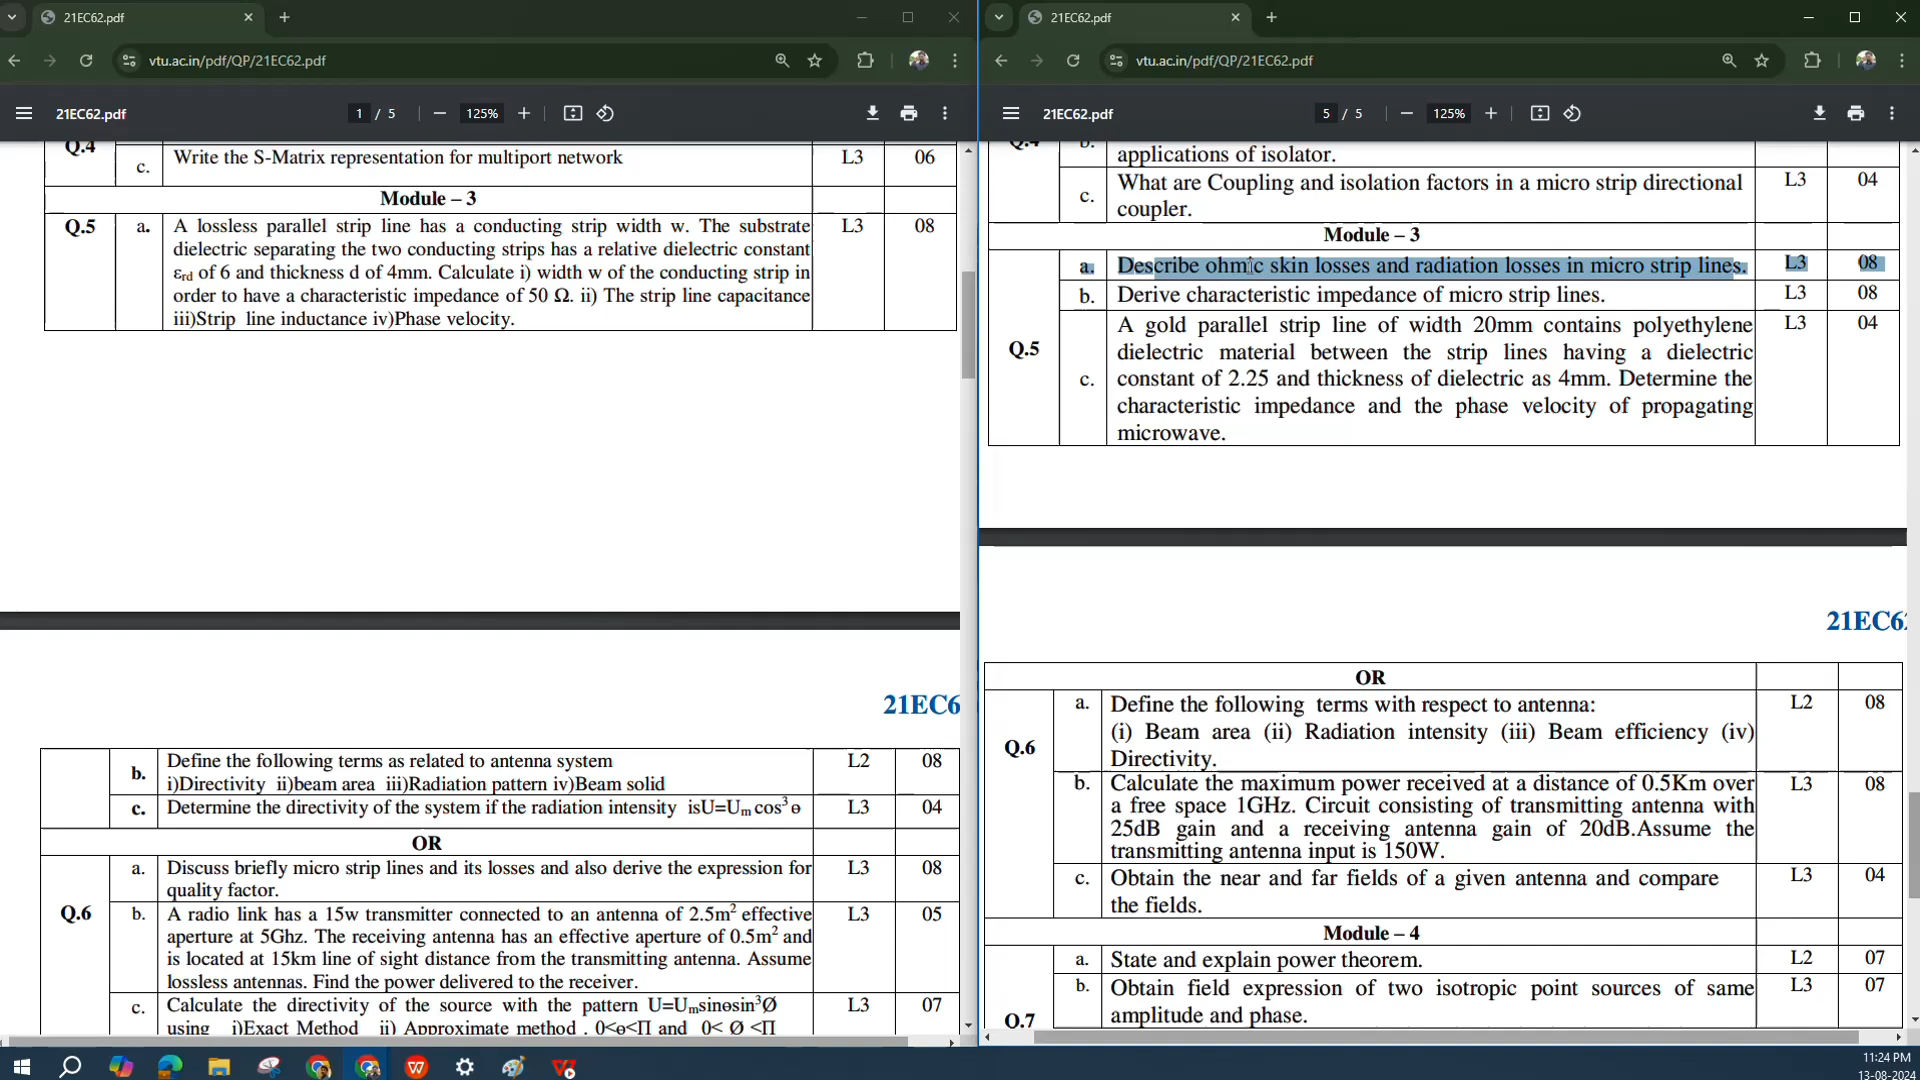 21EC62.pdf
vtu.ac.in/pdf/QP/21EC62.pdf
21EC62.pdf
1 / 5
125%
Q.4
c.
Write the S-Matrix representation for multiport network
L3
06
Module – 3
Q.5
a.
A lossless parallel strip line has a conducting strip width w. The substrate
L3
08
dielectric separating the two conducting strips has a relative dielectric constant
εrd of 6 and thickness d of 4mm. Calculate i) width w of the conducting strip in
order to have a characteristic impedance of 50 Ω. ii) The strip line capacitance
iii)Strip line inductance iv)Phase velocity.
21EC6
b.
Define the following terms as related to antenna system
L2
08
i)Directivity ii)beam area iii)Radiation pattern iv)Beam solid
c.
Determine the directivity of the system if the radiation intensity isU=Um cos³ɵ
L3
04
OR
Q.6
a.
Discuss briefly micro strip lines and its losses and also derive the expression for
L3
08
quality factor.
b.
A radio link has a 15w transmitter connected to an antenna of 2.5m² effective
L3
05
aperture at 5Ghz. The receiving antenna has an effective aperture of 0.5m² and
is located at 15km line of sight distance from the transmitting antenna. Assume
lossless antennas. Find the power delivered to the receiver.
c.
Calculate the directivity of the source with the pattern U=Umsinɵsin³Ø
L3
07
using i)Exact Method ii) Approximate method . 0<ɵ<Π and 0< Ø <Π
21EC62.pdf
vtu.ac.in/pdf/QP/21EC62.pdf
21EC62.pdf
5 / 5
125%
Q.4
b.
applications of isolator.
c.
What are Coupling and isolation factors in a micro strip directional
L3
04
coupler.
Module – 3
Q.5
a.
Describe ohmic skin losses and radiation losses in micro strip lines.
L3
08
b.
Derive characteristic impedance of micro strip lines.
L3
08
c.
A gold parallel strip line of width 20mm contains polyethylene
L3
04
dielectric material between the strip lines having a dielectric
constant of 2.25 and thickness of dielectric as 4mm. Determine the
characteristic impedance and the phase velocity of propagating
microwave.
21EC62
OR
Q.6
a.
Define the following terms with respect to antenna:
L2
08
(i) Beam area (ii) Radiation intensity (iii) Beam efficiency (iv)
Directivity.
b.
Calculate the maximum power received at a distance of 0.5Km over
L3
08
a free space 1GHz. Circuit consisting of transmitting antenna with
25dB gain and a receiving antenna gain of 20dB.Assume the
transmitting antenna input is 150W.
c.
Obtain the near and far fields of a given antenna and compare
L3
04
the fields.
Module – 4
Q.7
a.
State and explain power theorem.
L2
07
b.
Obtain field expression of two isotropic point sources of same
L3
07
amplitude and phase.
11:24 PM
13-08-2024